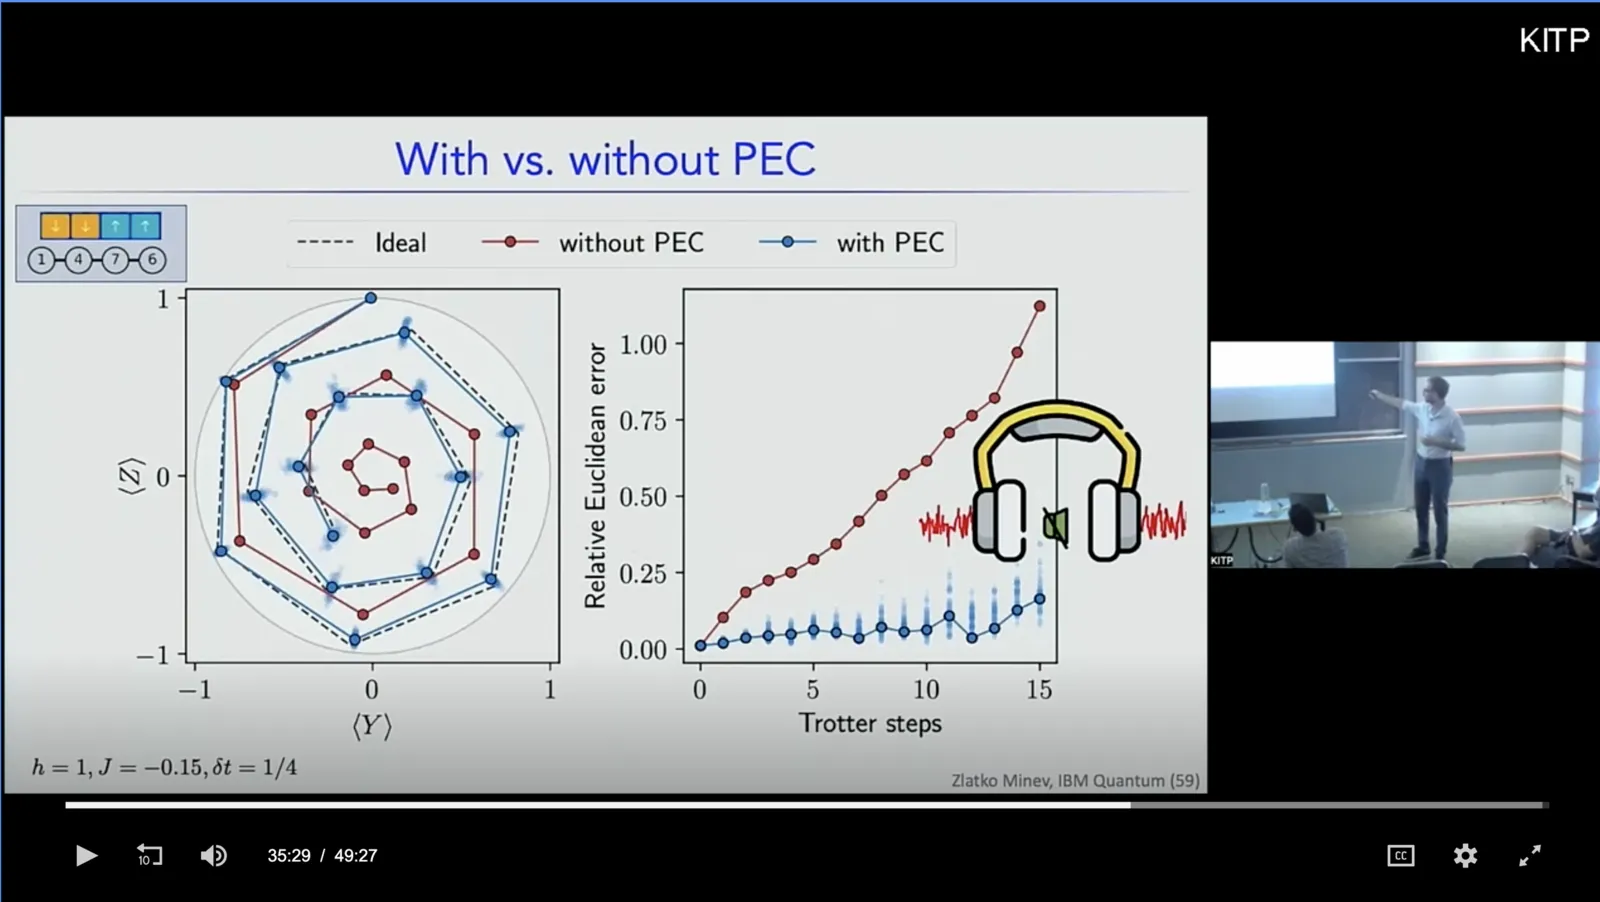 KITP
With vs. without PEC
↓ ↓ ↑ ↑
1 4 7 6
Ideal without PEC with PEC
1
0
−1
⟨Z⟩
−1 0 1
⟨Y⟩
Relative Euclidean error
1.00
0.75
0.50
0.25
0.00
0 5 10 15
Trotter steps
h = 1, J = −0.15, δt = 1/4
Zlatko Minev, IBM Quantum (59)
KITP
10
35:29 / 49:27
CC